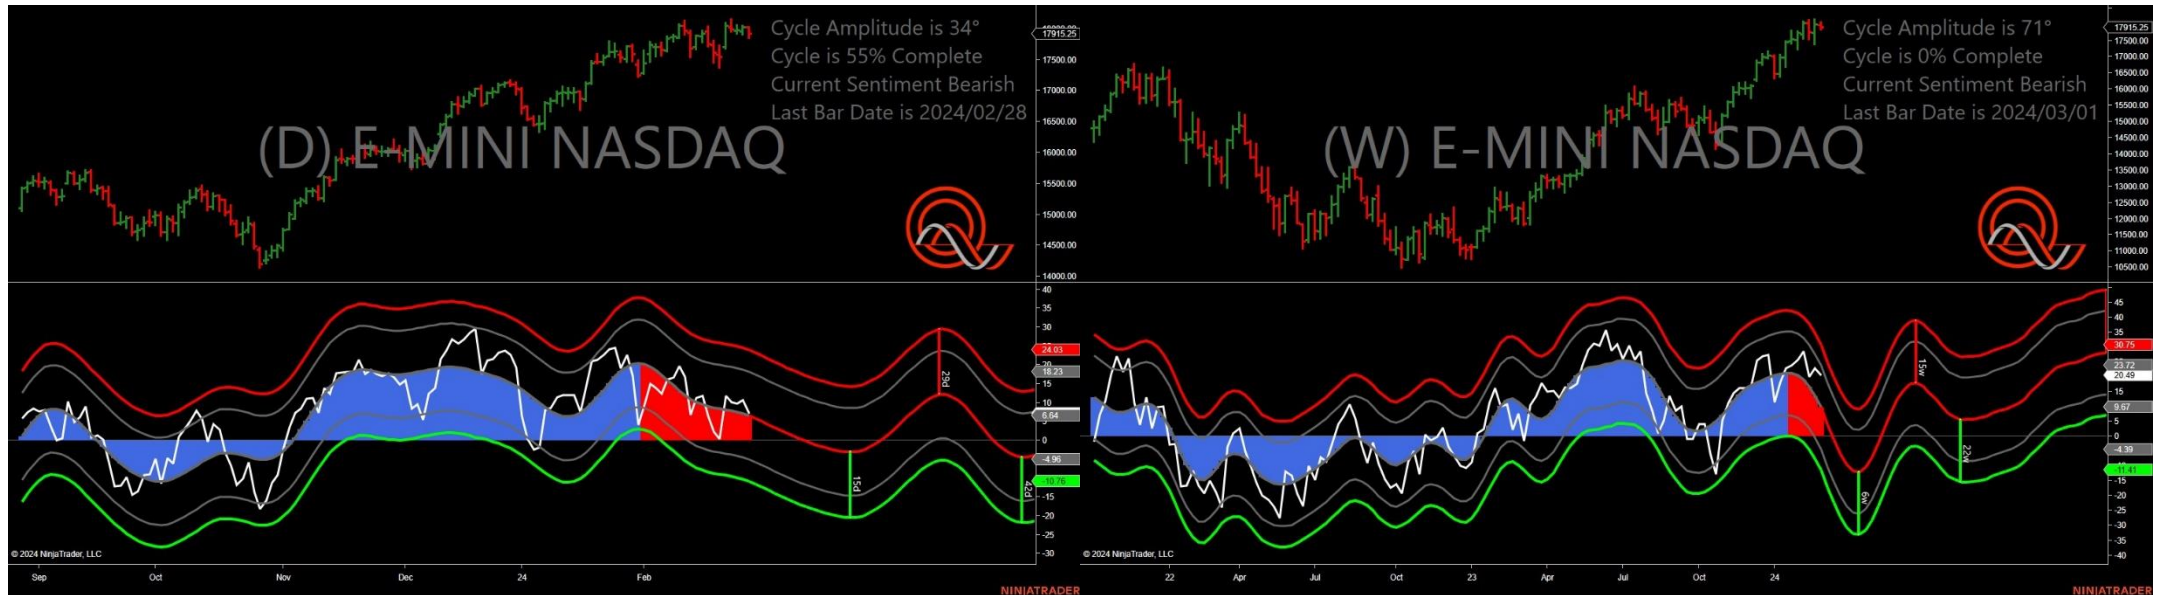 Cycle Amplitude is 34°
Cycle is 55% Complete
Current Sentiment Bearish
Last Bar Date is 2024/02/28
(D) E-MINI NASDAQ
17915.25
17500.00
17000.00
16500.00
16000.00
15500.00
15000.00
14500.00
14000.00
40
35
30
24.03
18.23
15
10
6.64
0
-4.96
-10.76
-15
-20
-25
-30
15d
29d
42d
© 2024 NinjaTrader, LLC
Sep Oct Nov Dec 24 Feb
NINJATRADER
Cycle Amplitude is 71°
Cycle is 0% Complete
Current Sentiment Bearish
Last Bar Date is 2024/03/01
(W) E-MINI NASDAQ
17915.25
17500.00
17000.00
16500.00
16000.00
15500.00
15000.00
14500.00
14000.00
13500.00
13000.00
12500.00
12000.00
11500.00
11000.00
10500.00
45
40
35
30.75
23.72
20.49
15
9.67
5
0
-4.39
-11.41
-15
-20
-25
-30
-35
-40
6w
15w
22w
© 2024 NinjaTrader, LLC
22 Apr Jul Oct 23 Apr Jul Oct 24
NINJATRADER